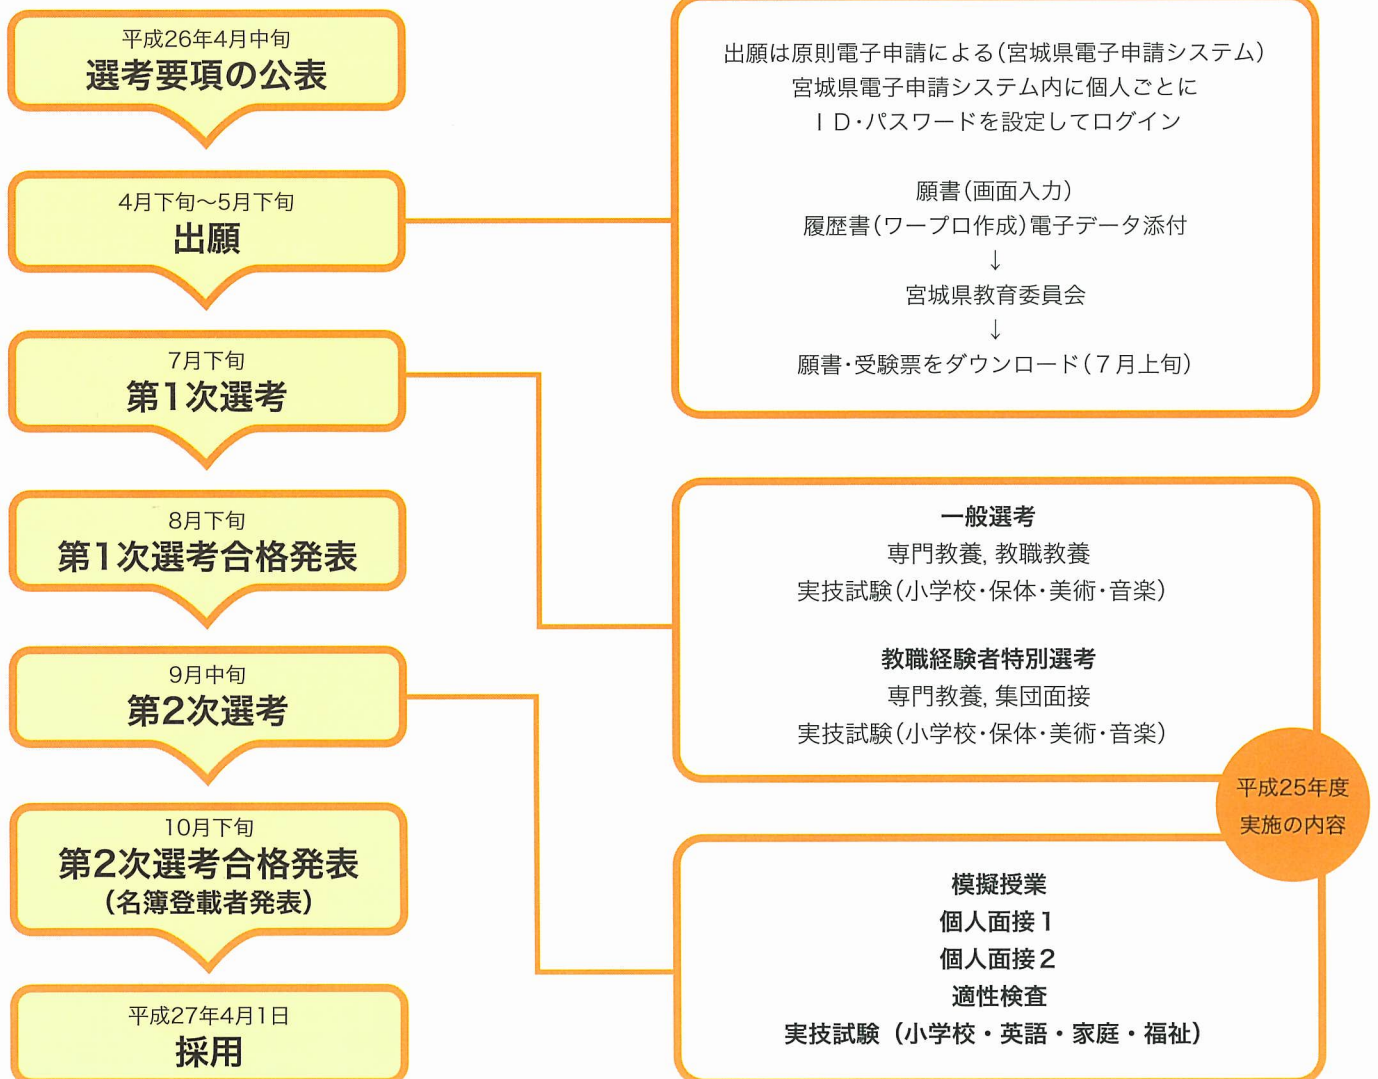 平成26年4月中旬
選考要項の公表
4月下旬～5月下旬
出願
7月下旬
第1次選考
8月下旬
第1次選考合格発表
9月中旬
第2次選考
10月下旬
第2次選考合格発表
（名簿登載者発表）
平成27年4月1日
採用
出願は原則電子申請による（宮城県電子申請システム）
宮城県電子申請システム内に個人ごとに
ＩＤ・パスワードを設定してログイン
願書（画面入力）
履歴書（ワープロ作成）電子データ添付
↓
宮城県教育委員会
↓
願書・受験票をダウンロード（７月上旬）
一般選考
専門教養, 教職教養
実技試験（小学校・保体・美術・音楽）
教職経験者特別選考
専門教養, 集団面接
実技試験（小学校・保体・美術・音楽）
平成25年度
実施の内容
模擬授業
個人面接１
個人面接２
適性検査
実技試験（小学校・英語・家庭・福祉）